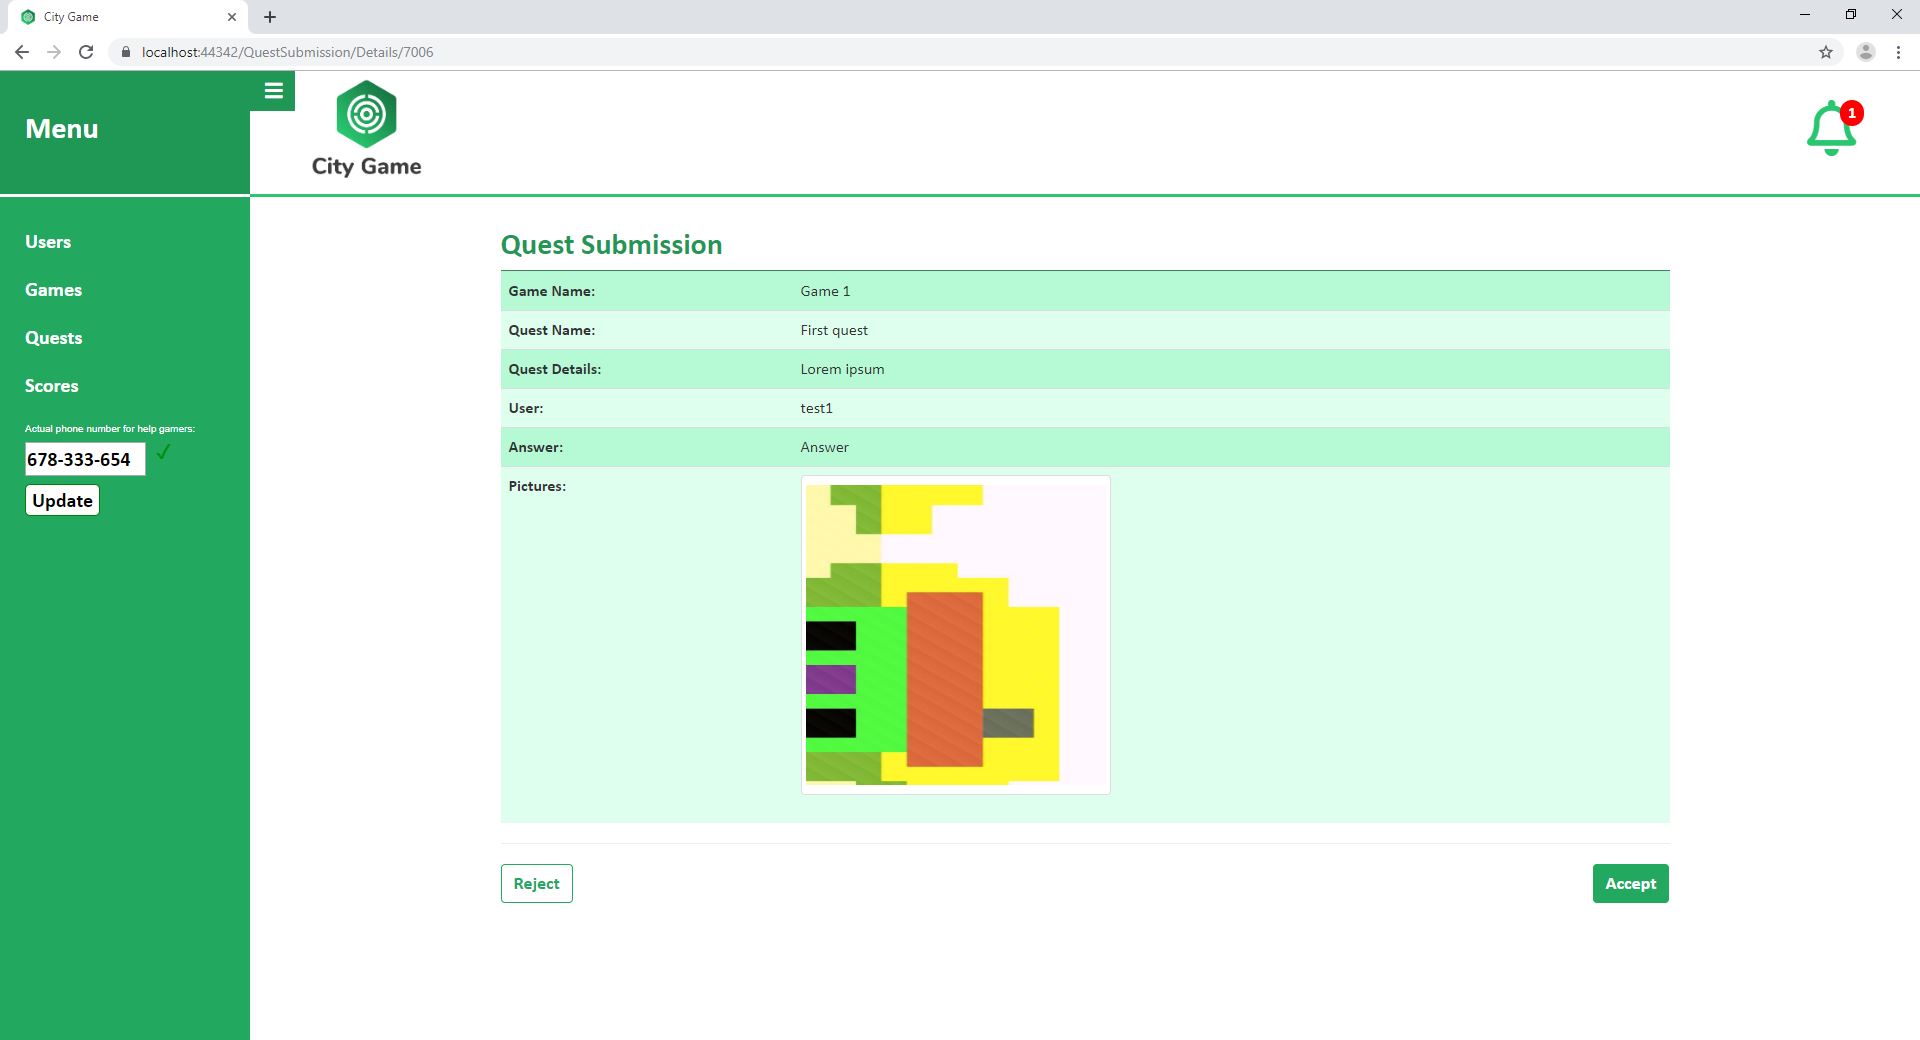 City Game
localhost:44342/QuestSubmission/Details/7006
Menu
City Game
1
Users
Games
Quests
Scores
Actual phone number for help gamers:
678-333-654
Update
Quest Submission
Game Name: Game 1
Quest Name: First quest
Quest Details: Lorem ipsum
User: test1
Answer: Answer
Pictures:
Reject Accept